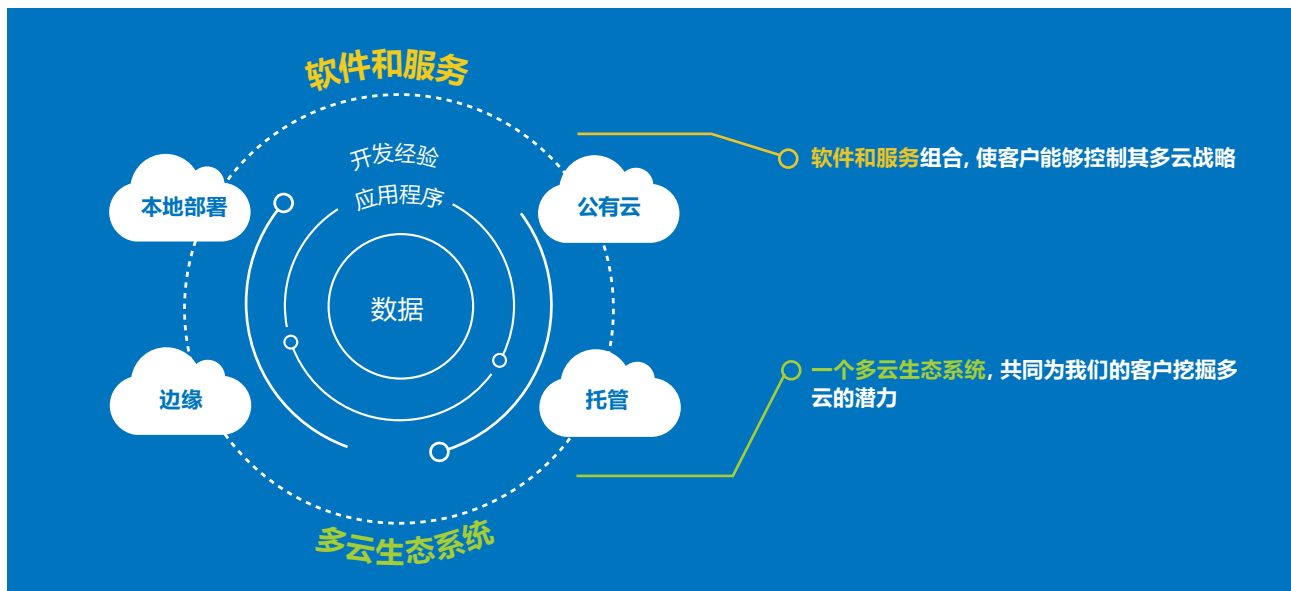 软件和服务
开发经验
应用程序
本地部署
公有云
数据
边缘
托管
多云生态系统
软件和服务组合, 使客户能够控制其多云战略
一个多云生态系统, 共同为我们的客户挖掘多
云的潜力